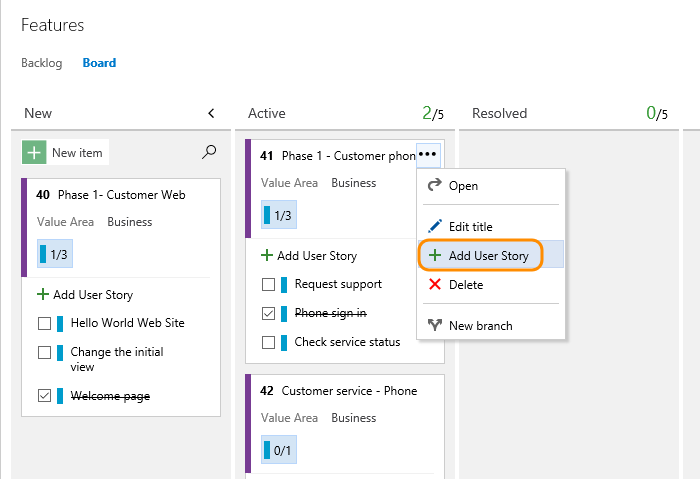 Features
Backlog Board
New
Active 2/5
Resolved 0/5
New item
40 Phase 1- Customer Web
Value Area Business
1/3
Add User Story
Hello World Web Site
Change the initial
view
Welcome page
41 Phase 1 - Customer phon
Value Area Business
1/3
Add User Story
Request support
Phone sign in
Check service status
42 Customer service - Phone
Value Area Business
0/1
Open
Edit title
Add User Story
Delete
New branch